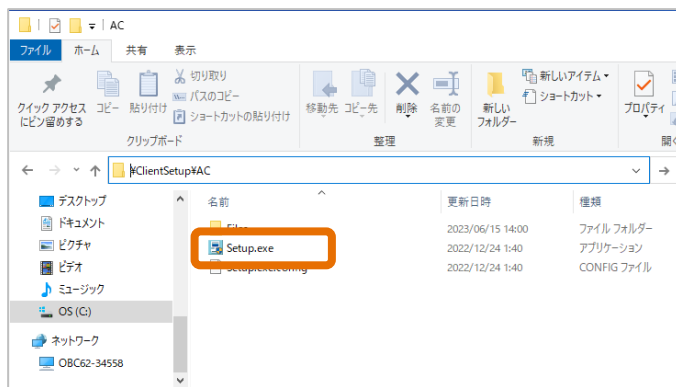 AC
ファイル ホーム 共有 表示
クイック アクセス
にピン留めする
コピー 貼り付け
切り取り
パスのコピー
ショートカットの貼り付け
クリップボード
移動先 コピー先 削除 名前の
変更
整理
新しい
フォルダー
新しいアイテム
ショートカット
新規
プロパティ
開く
¥ClientSetup¥AC
名前 更新日時 種類
デスクトップ
ドキュメント
ピクチャ
ビデオ
ミュージック
OS (C:)
ネットワーク
OBC62-34558
2023/06/15 14:00 ファイル フォルダー
Setup.exe 2022/12/24 1:40 アプリケーション
Setup.exe.config 2022/12/24 1:40 CONFIG ファイル